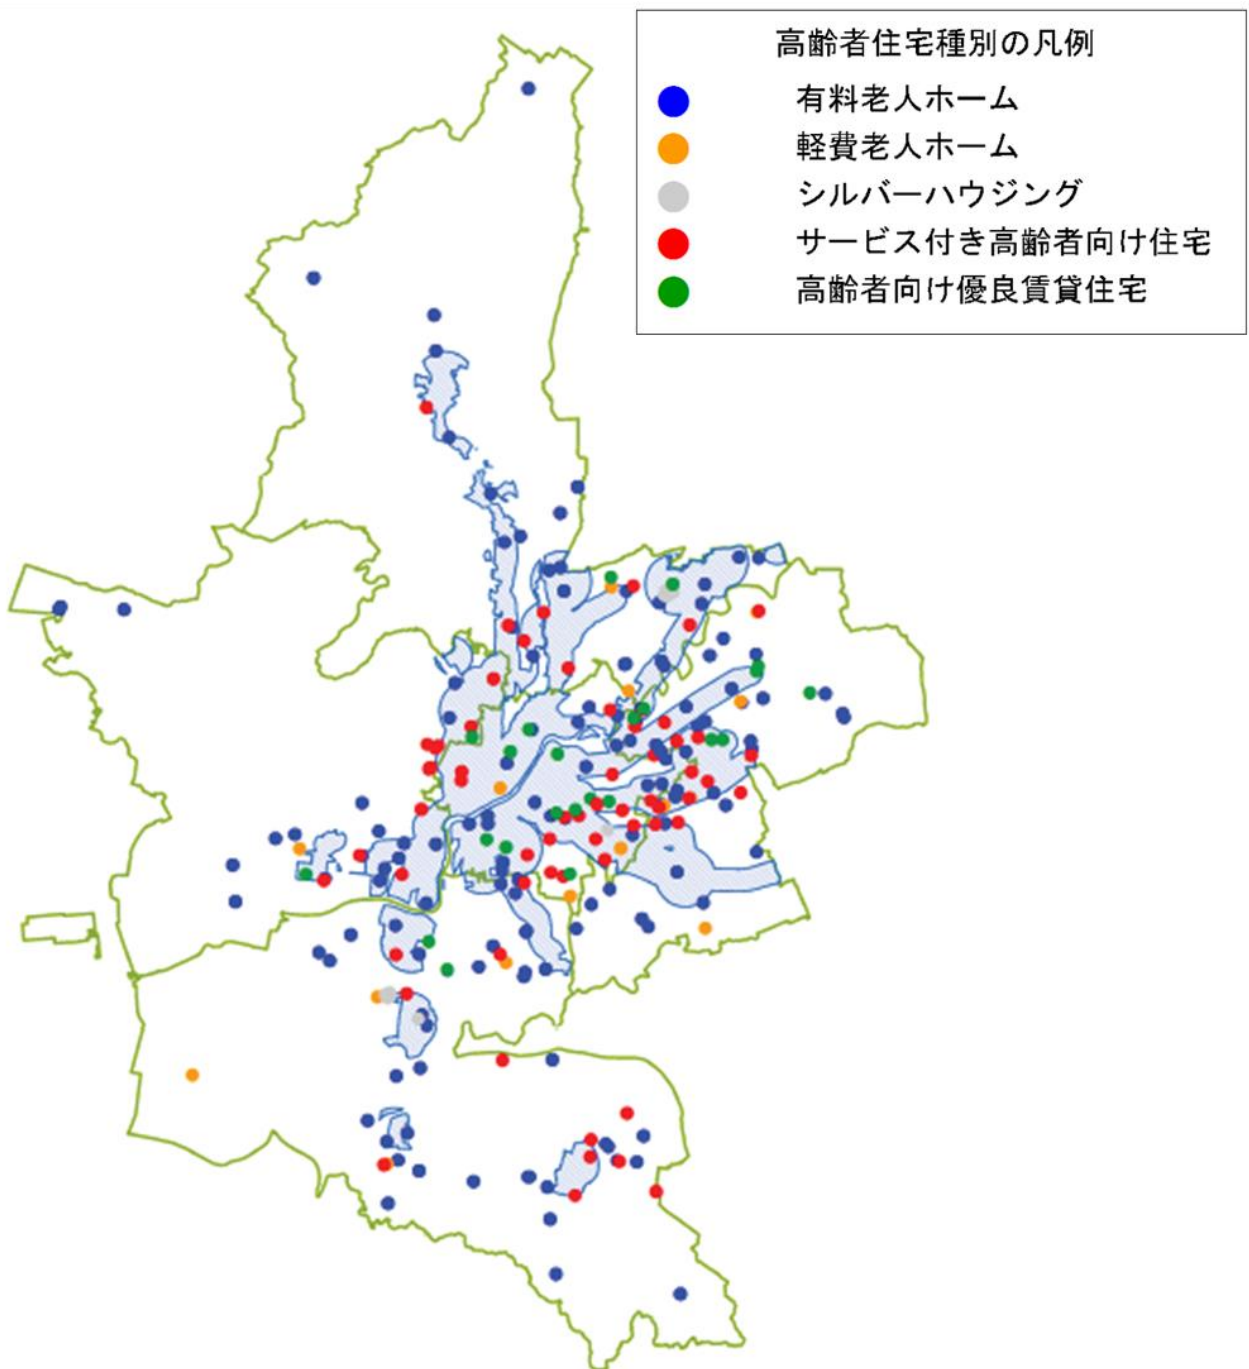 高齢者住宅種別の凡例
有料老人ホーム
軽費老人ホーム
シルバーハウジング
サービス付き高齢者向け住宅
高齢者向け優良賃貸住宅